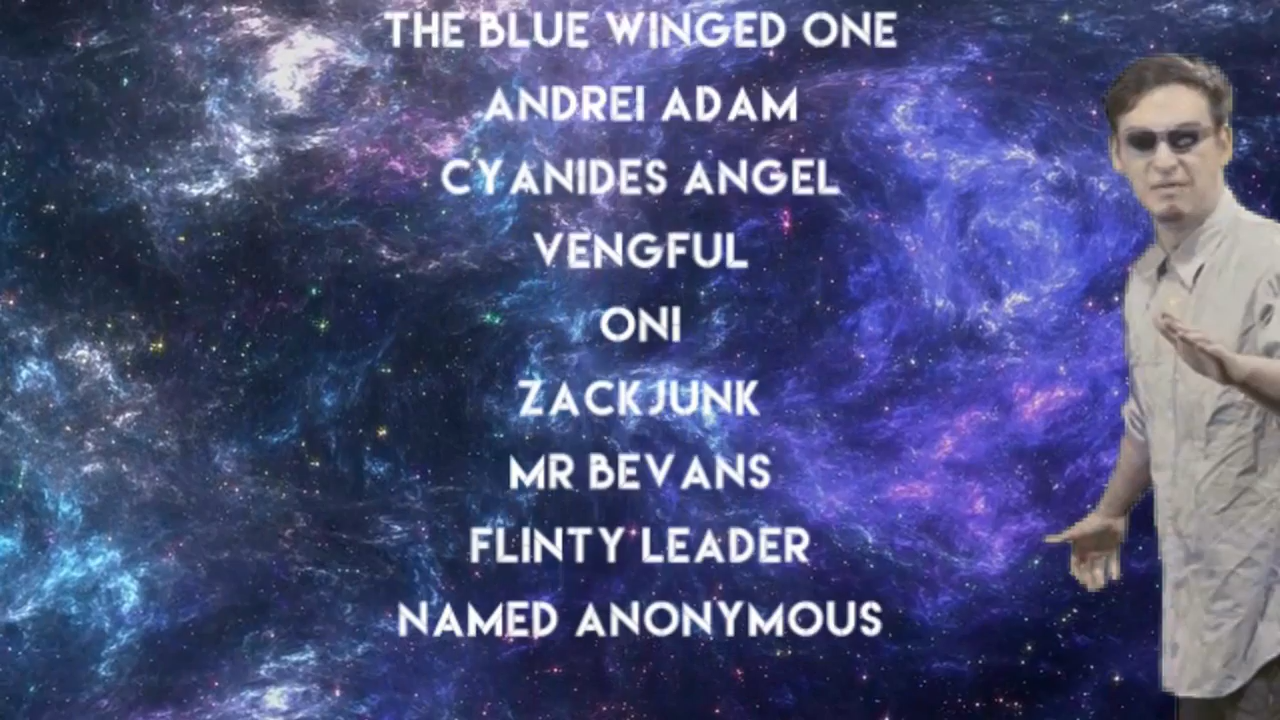 THE BLUE WINGED ONE
ANDREI ADAM
CYANIDES ANGEL
VENGFUL
ONI
ZACKJUNK
MR BEVANS
FLINTY LEADER
NAMED ANONYMOUS